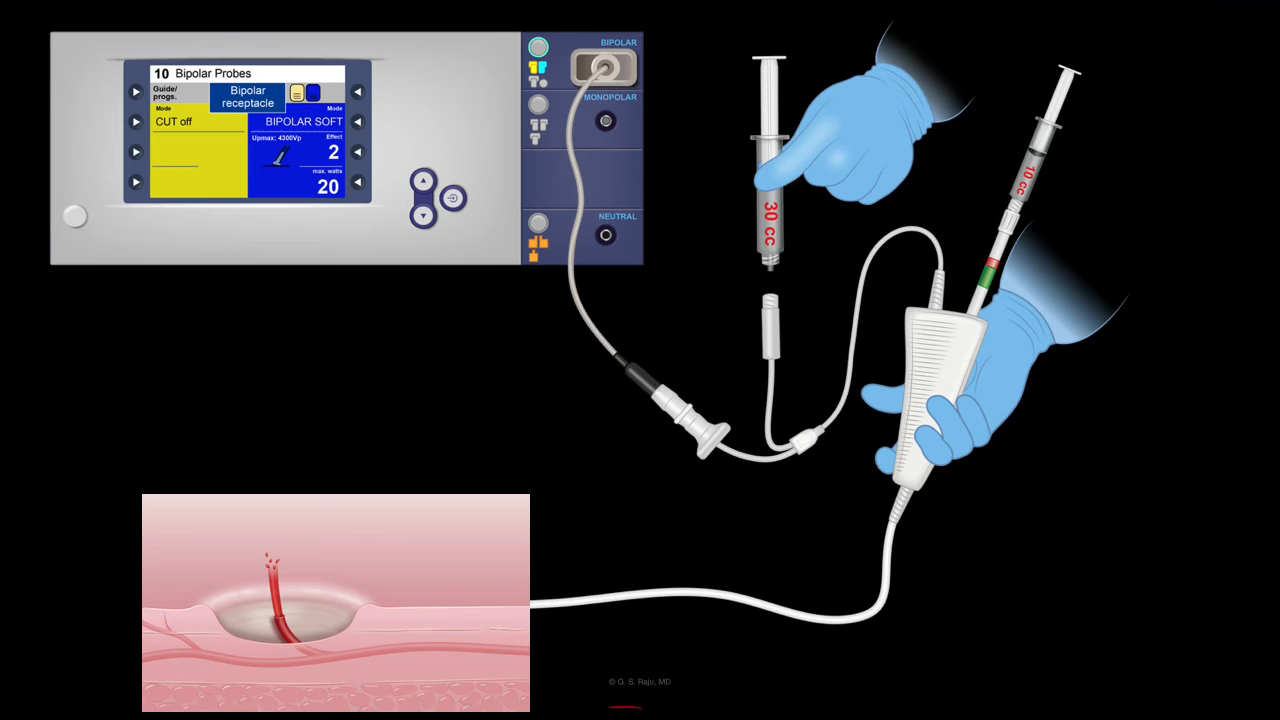 10 Bipolar Probes
Guide/
progs.
Bipolar
receptacle
Mode
CUT off
Mode
BIPOLAR SOFT
Upmax: 4300Vp
Effect
2
max. watts
20
BIPOLAR
MONOPOLAR
NEUTRAL
30 cc
10 cc
© G. S. Raju, MD